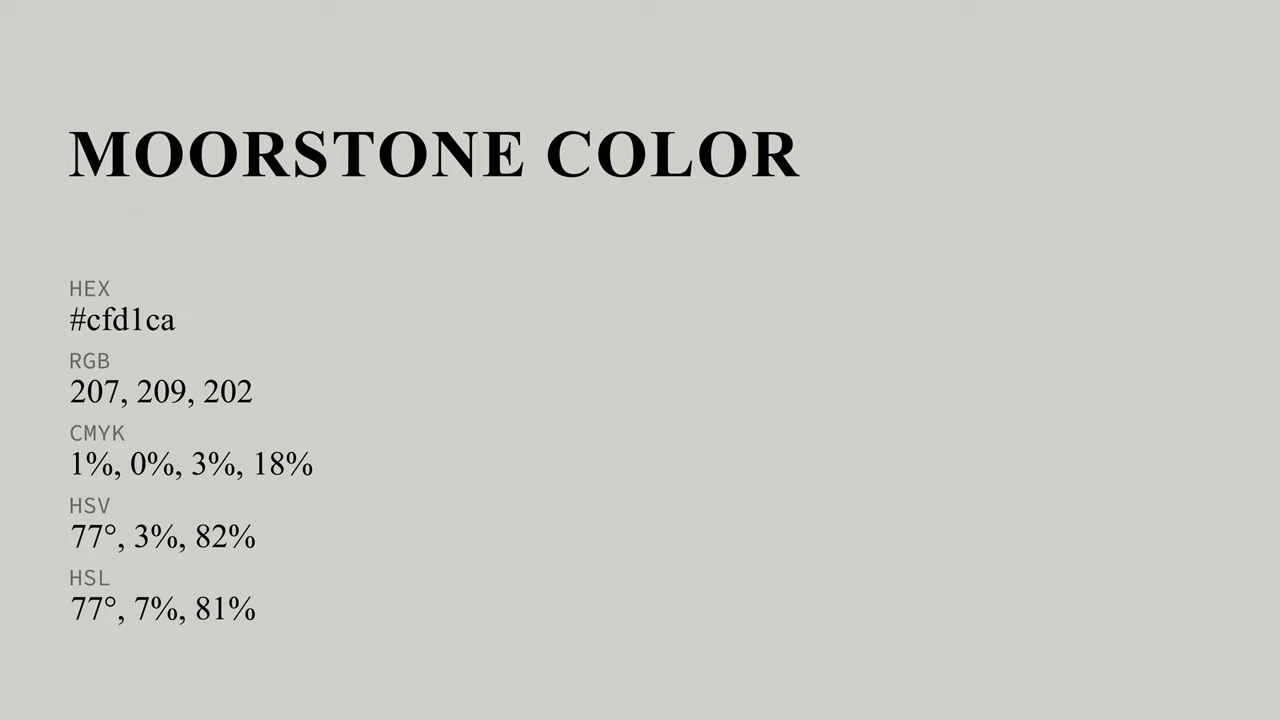 MOORSTONE COLOR
HEX
#cfd1ca
RGB
207, 209, 202
CMYK
1%, 0%, 3%, 18%
HSV
77°, 3%, 82%
HSL
77°, 7%, 81%